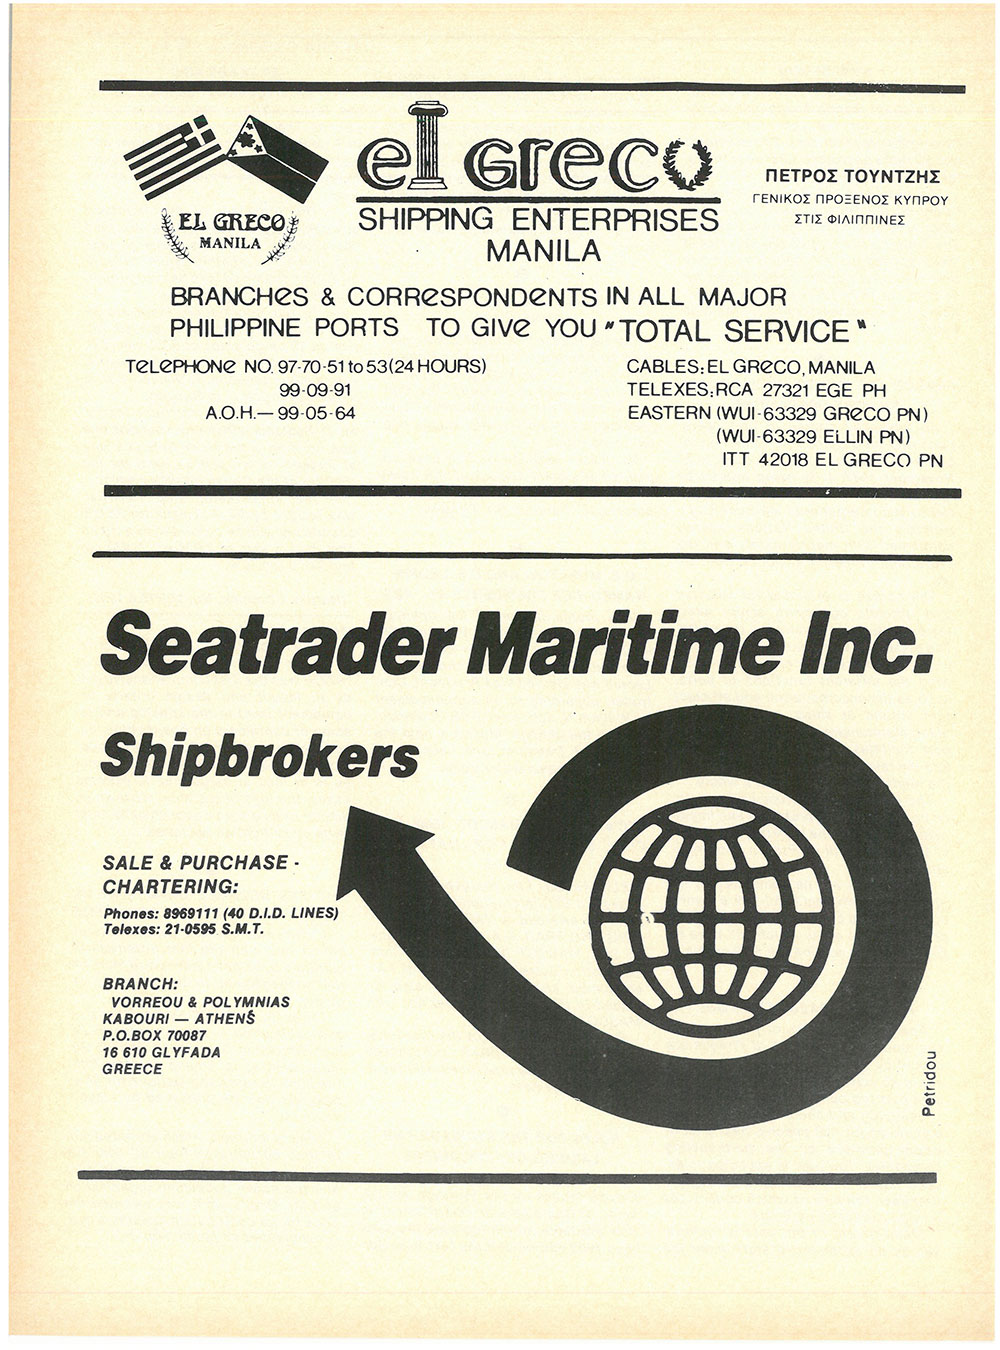 EL GRECO
MANILA
el Greco
SHIPPING ENTERPRISES
MANILA
ΠΕΤΡΟΣ ΤΟΥΝΤΖΗΣ
ΓΕΝΙΚΟΣ ΠΡΟΞΕΝΟΣ ΚΥΠΡΟΥ
ΣΤΙΣ ΦΙΛΙΠΠΙΝΕΣ
BRANCHES & CORRESPONDENTS IN ALL MAJOR
PHILIPPINE PORTS TO GIVE YOU "TOTAL SERVICE"
TELEPHONE NO. 97-70-51 to 53 (24 HOURS)
99-09-91
A.O.H. — 99-05-64
CABLES: EL GRECO, MANILA
TELEXES: RCA 27321 EGE PH
EASTERN (WUI-63329 GRECO PN)
(WUI-63329 ELLIN PN)
ITT 42018 EL GRECO PN
Seatrader Maritime Inc.
Shipbrokers
SALE & PURCHASE -
CHARTERING:
Phones: 8969111 (40 D.I.D. LINES)
Telexes: 21-0595 S.M.T.
BRANCH:
VORREOU & POLYMNIAS
KABOURI — ATHENS
P.O.BOX 70087
16 610 GLYFADA
GREECE
Petridou